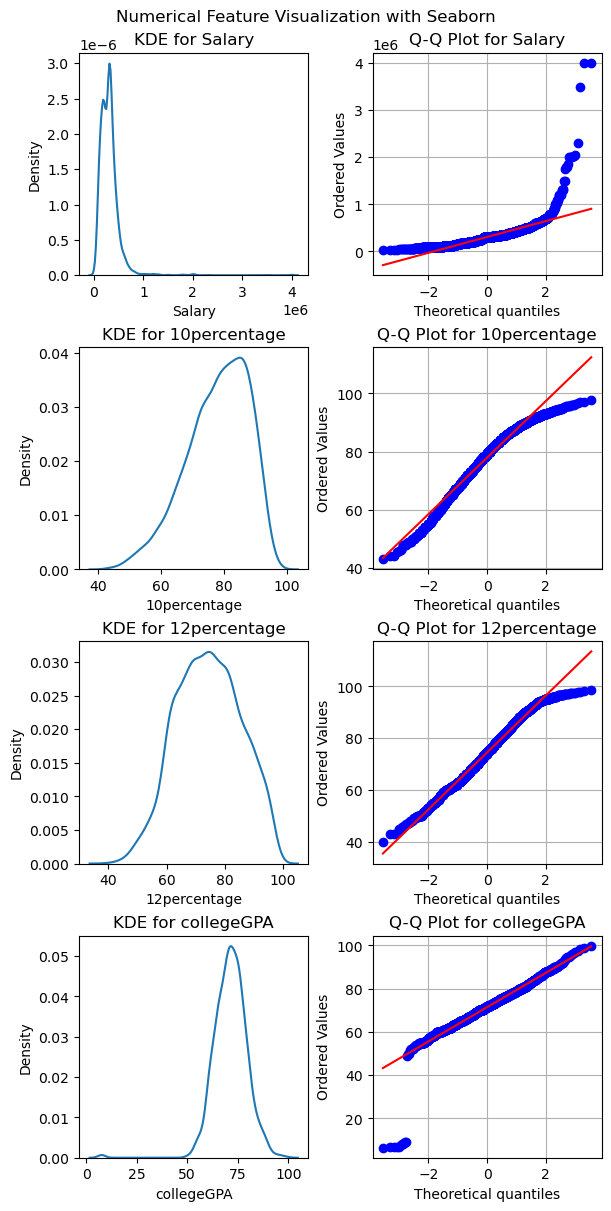 Numerical Feature Visualization with Seaborn
KDE for Salary
1e−6
3.0
2.5
2.0
1.5
1.0
0.5
0.0
Density
0
1
2
3
4
1e6
Salary
Q-Q Plot for Salary
1e6
4
3
2
1
0
Ordered Values
−2
0
2
Theoretical quantiles
KDE for 10percentage
0.04
0.03
0.02
0.01
0.00
Density
40
60
80
100
10percentage
Q-Q Plot for 10percentage
100
80
60
40
Ordered Values
−2
0
2
Theoretical quantiles
KDE for 12percentage
0.030
0.025
0.020
0.015
0.010
0.005
0.000
Density
40
60
80
100
12percentage
Q-Q Plot for 12percentage
100
80
60
40
Ordered Values
−2
0
2
Theoretical quantiles
KDE for collegeGPA
0.05
0.04
0.03
0.02
0.01
0.00
Density
0
25
50
75
100
collegeGPA
Q-Q Plot for collegeGPA
100
80
60
40
20
Ordered Values
−2
0
2
Theoretical quantiles